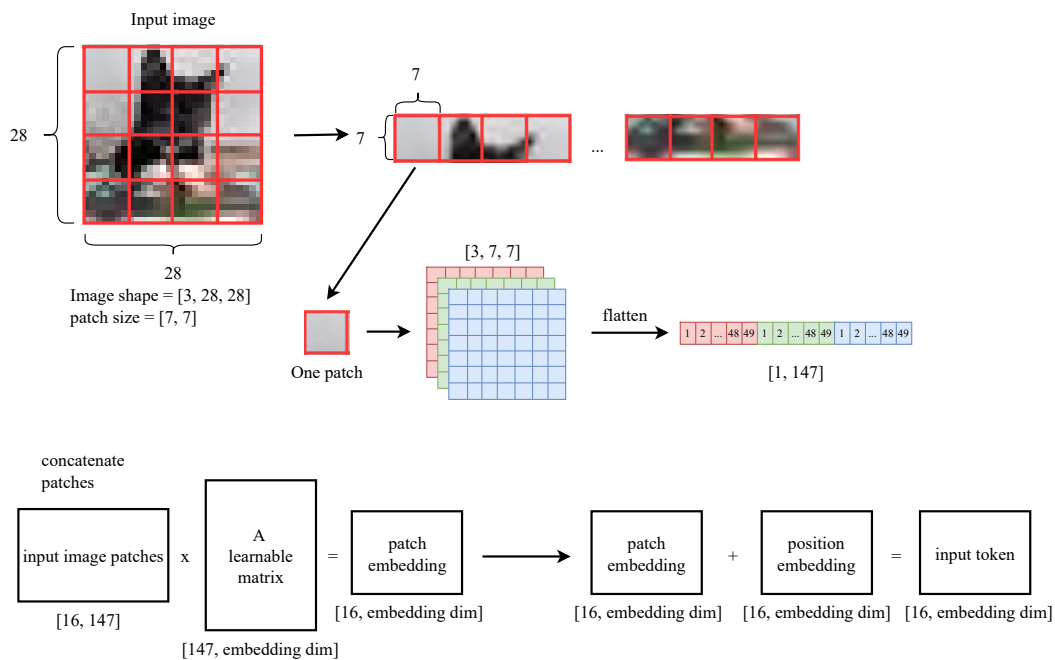 Input image
28
28
Image shape = [3, 28, 28]
patch size = [7, 7]
7
7
...
One patch
[3, 7, 7]
flatten
1 2 ... 48 49 1 2 ... 48 49 1 2 ... 48 49
[1, 147]
concatenate
patches
input image patches
[16, 147]
x
A
learnable
matrix
[147, embedding dim]
=
patch
embedding
[16, embedding dim]
patch
embedding
[16, embedding dim]
+
position
embedding
[16, embedding dim]
=
input token
[16, embedding dim]